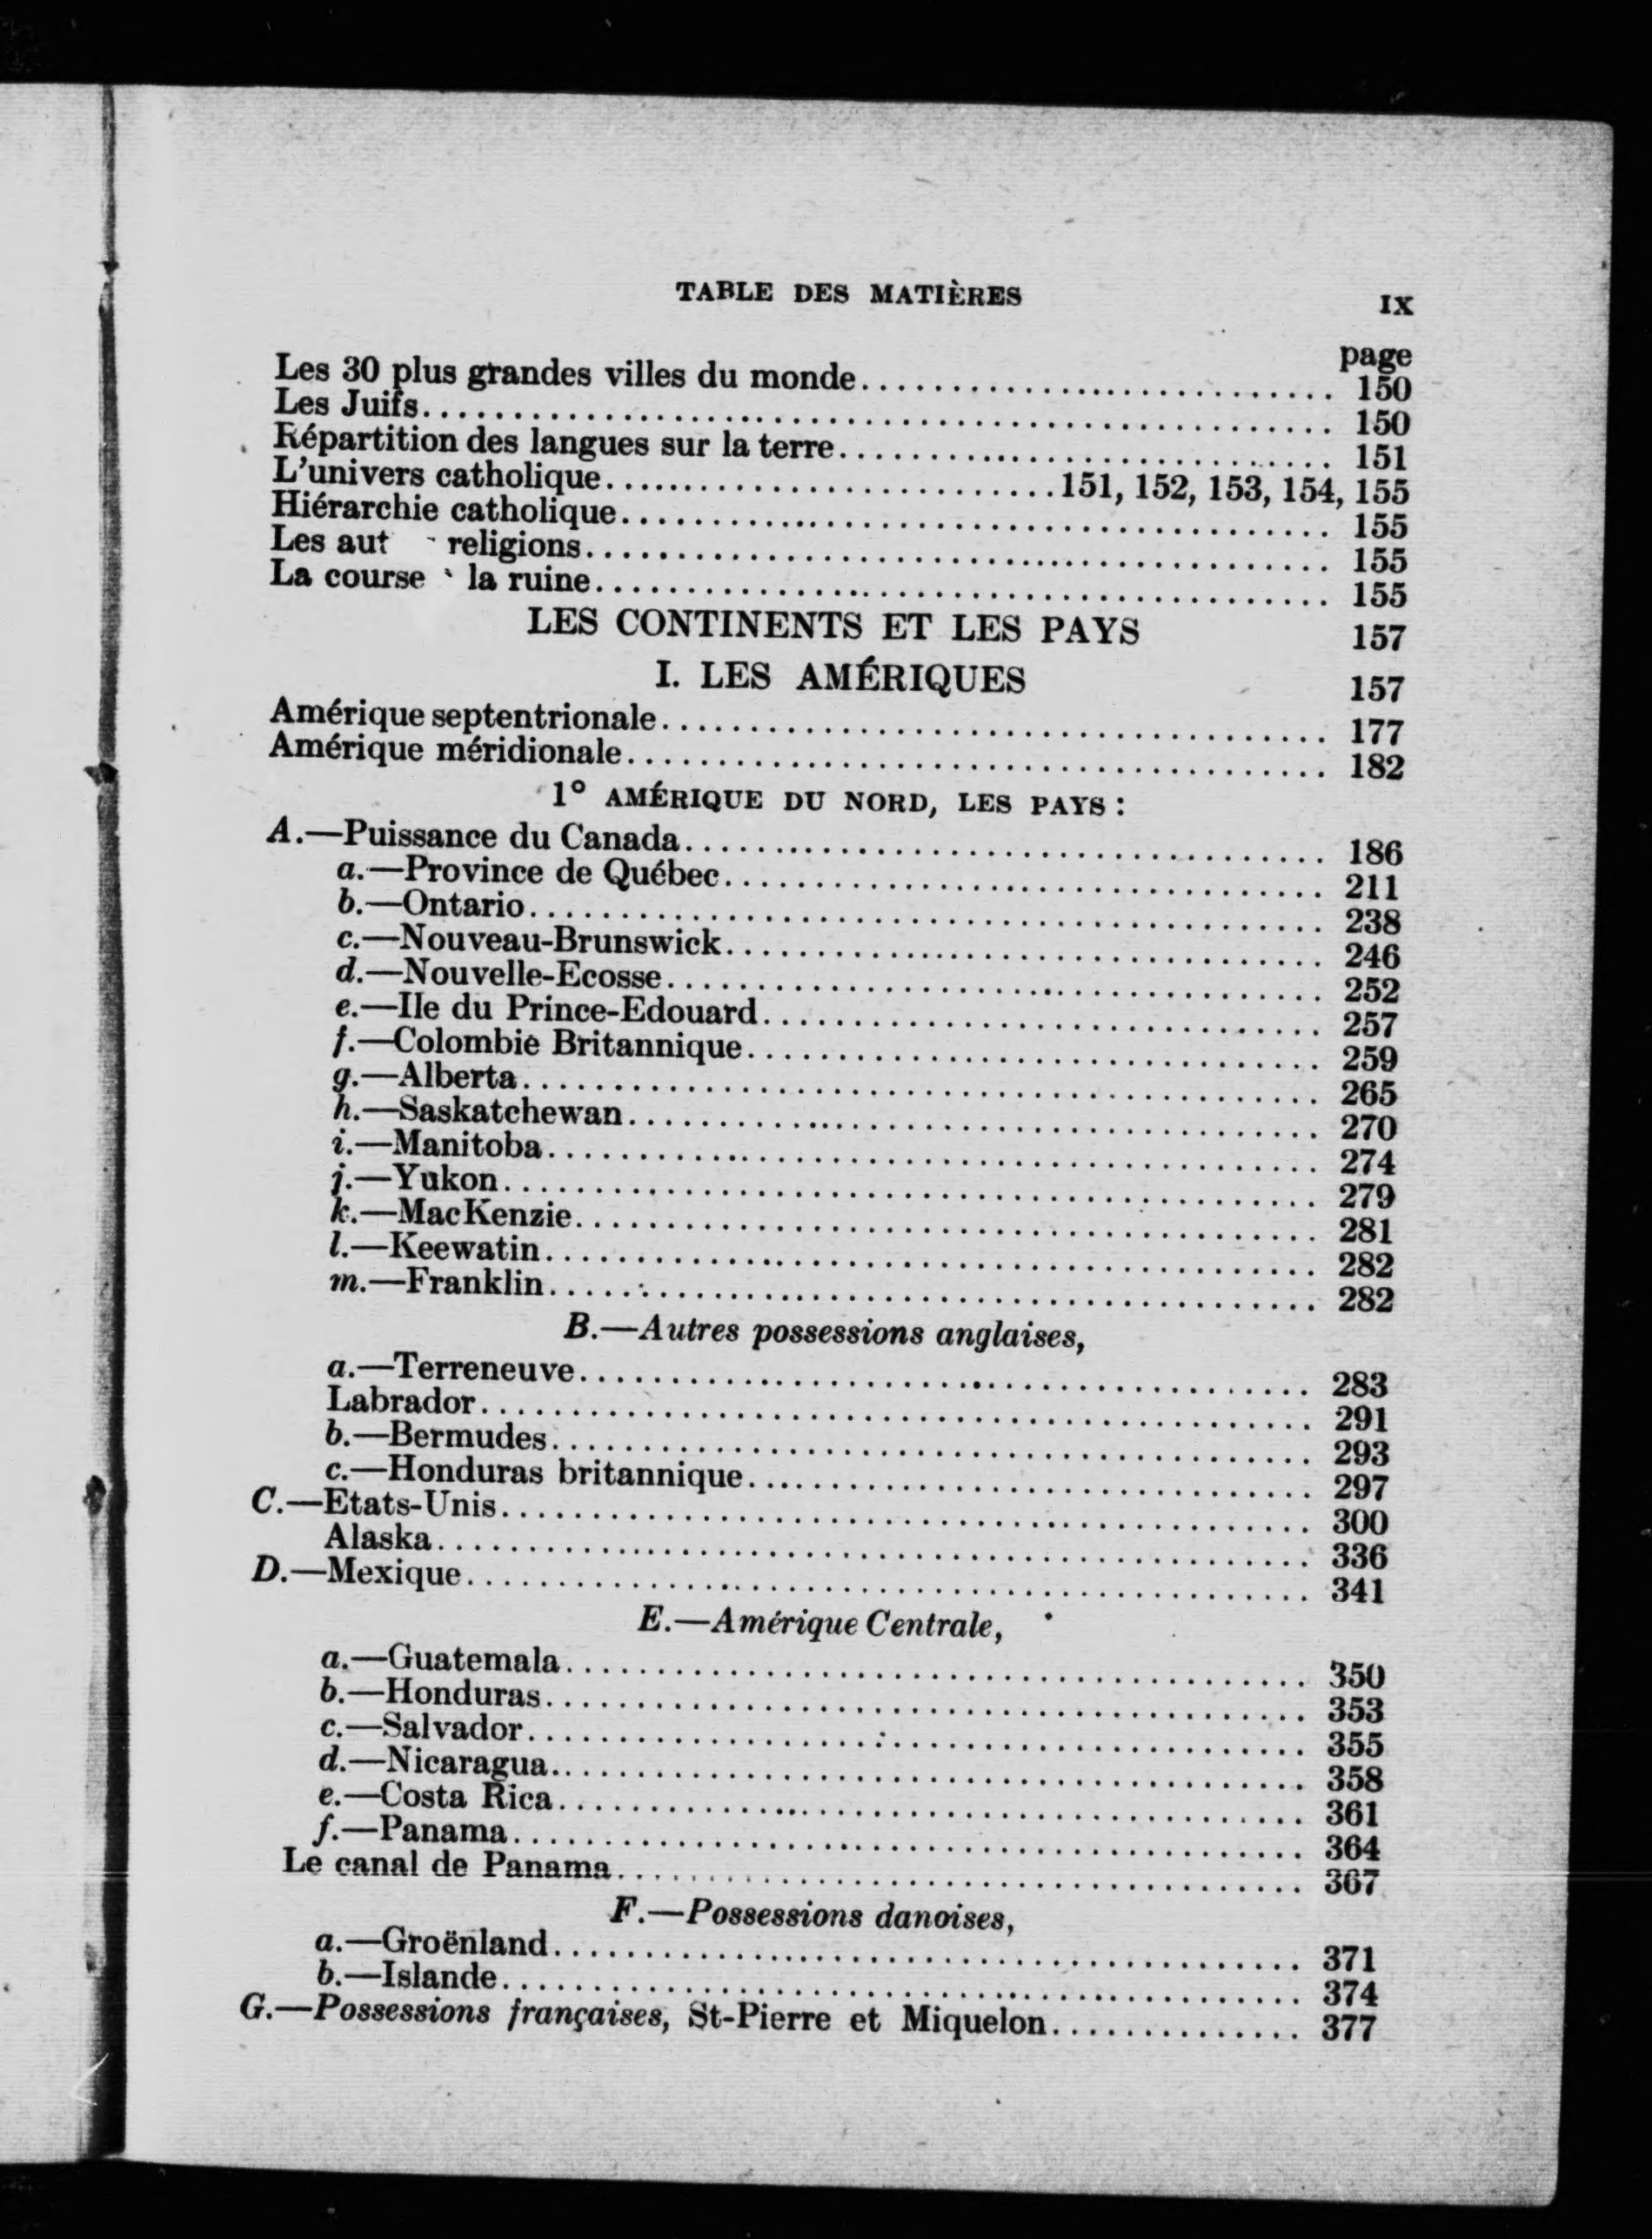 TABLE DES MATIÈRES IX
page
Les 30 plus grandes villes du monde........................ 150
Les Juifs........................ 150
Répartition des langues sur la terre........................ 151
L'univers catholique........................151, 152, 153, 154, 155
Hiérarchie catholique........................ 155
Les aut religions........................ 155
La course la ruine........................ 155
LES CONTINENTS ET LES PAYS 157
I. LES AMÉRIQUES 157
Amérique septentrionale........................ 177
Amérique méridionale........................ 182
1° AMÉRIQUE DU NORD, LES PAYS :
A.—Puissance du Canada........................ 186
a.—Province de Québec........................ 211
b.—Ontario........................ 238
c.—Nouveau-Brunswick........................ 246
d.—Nouvelle-Ecosse........................ 252
e.—Ile du Prince-Edouard........................ 257
f.—Colombie Britannique........................ 259
g.—Alberta........................ 265
h.—Saskatchewan........................ 270
i.—Manitoba........................ 274
j.—Yukon........................ 279
k.—MacKenzie........................ 281
l.—Keewatin........................ 282
m.—Franklin........................ 282
B.—Autres possessions anglaises,
a.—Terreneuve........................ 283
Labrador........................ 291
b.—Bermudes........................ 293
c.—Honduras britannique........................ 297
C.—Etats-Unis........................ 300
Alaska........................ 336
D.—Mexique........................ 341
E.—Amérique Centrale,
a.—Guatemala........................ 350
b.—Honduras........................ 353
c.—Salvador........................ 355
d.—Nicaragua........................ 358
e.—Costa Rica........................ 361
f.—Panama........................ 364
Le canal de Panama........................ 367
F.—Possessions danoises,
a.—Groënland........................ 371
b.—Islande........................ 374
G.—Possessions françaises, St-Pierre et Miquelon.............. 377